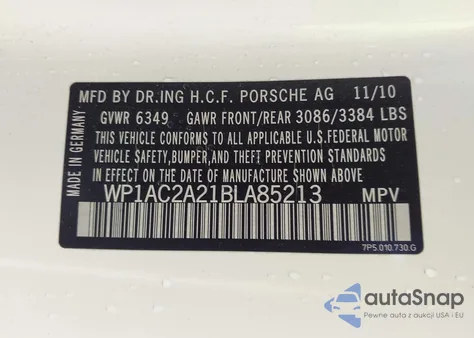 MFD BY DR.ING H.C.F. PORSCHE AG 11/10
GVWR 6349 GAWR FRONT/REAR 3086/3384 LBS
THIS VEHICLE CONFORMS TO ALL APPLICABLE U.S.FEDERAL MOTOR
VEHICLE SAFETY,BUMPER,AND THEFT PREVENTION STANDARDS
IN EFFECT ON THE DATE OF MANUFACTURE SHOWN ABOVE.
WP1AC2A21BLA85213 MPV
MADE IN GERMANY
7P5.010.730.G
autoSnap
Pewne auta z aukcji USA i EU